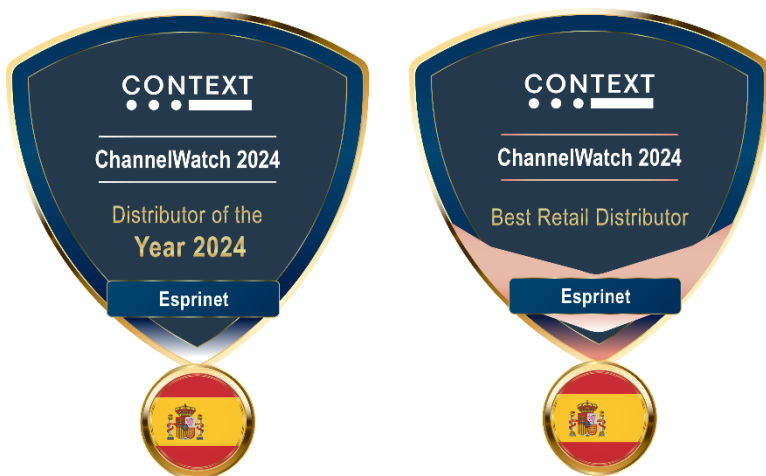 CONTEXT
ChannelWatch 2024
Distributor of the
Year 2024
Esprinet
CONTEXT
ChannelWatch 2024
Best Retail Distributor
Esprinet